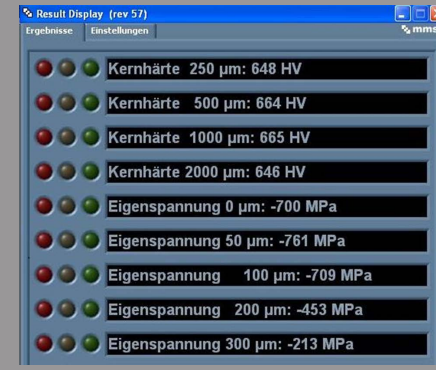 Result Display (rev 57)
Ergebnisse Einstellungen mms
Kernhärte 250 µm: 648 HV
Kernhärte 500 µm: 664 HV
Kernhärte 1000 µm: 665 HV
Kernhärte 2000 µm: 646 HV
Eigenspannung 0 µm: -700 MPa
Eigenspannung 50 µm: -761 MPa
Eigenspannung 100 µm: -709 MPa
Eigenspannung 200 µm: -453 MPa
Eigenspannung 300 µm: -213 MPa